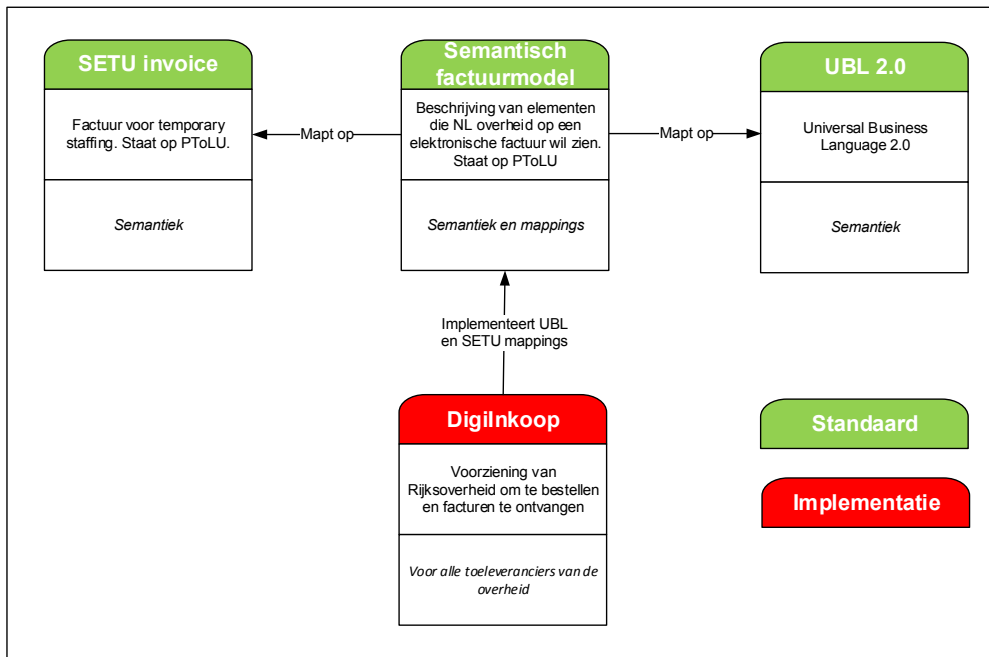 SETU invoice
Factuur voor temporary
staffing. Staat op PToLU.
Semantiek
Mapt op
Semantisch
factuurmodel
Beschrijving van elementen
die NL overheid op een
elektronische factuur wil zien.
Staat op PToLU
Semantiek en mappings
Mapt op
UBL 2.0
Universal Business
Language 2.0
Semantiek
Implementeert UBL
en SETU mappings
DigiInkoop
Voorziening van
Rijksoverheid om te bestellen
en facturen te ontvangen
Voor alle toeleveranciers van de
overheid
Standaard
Implementatie